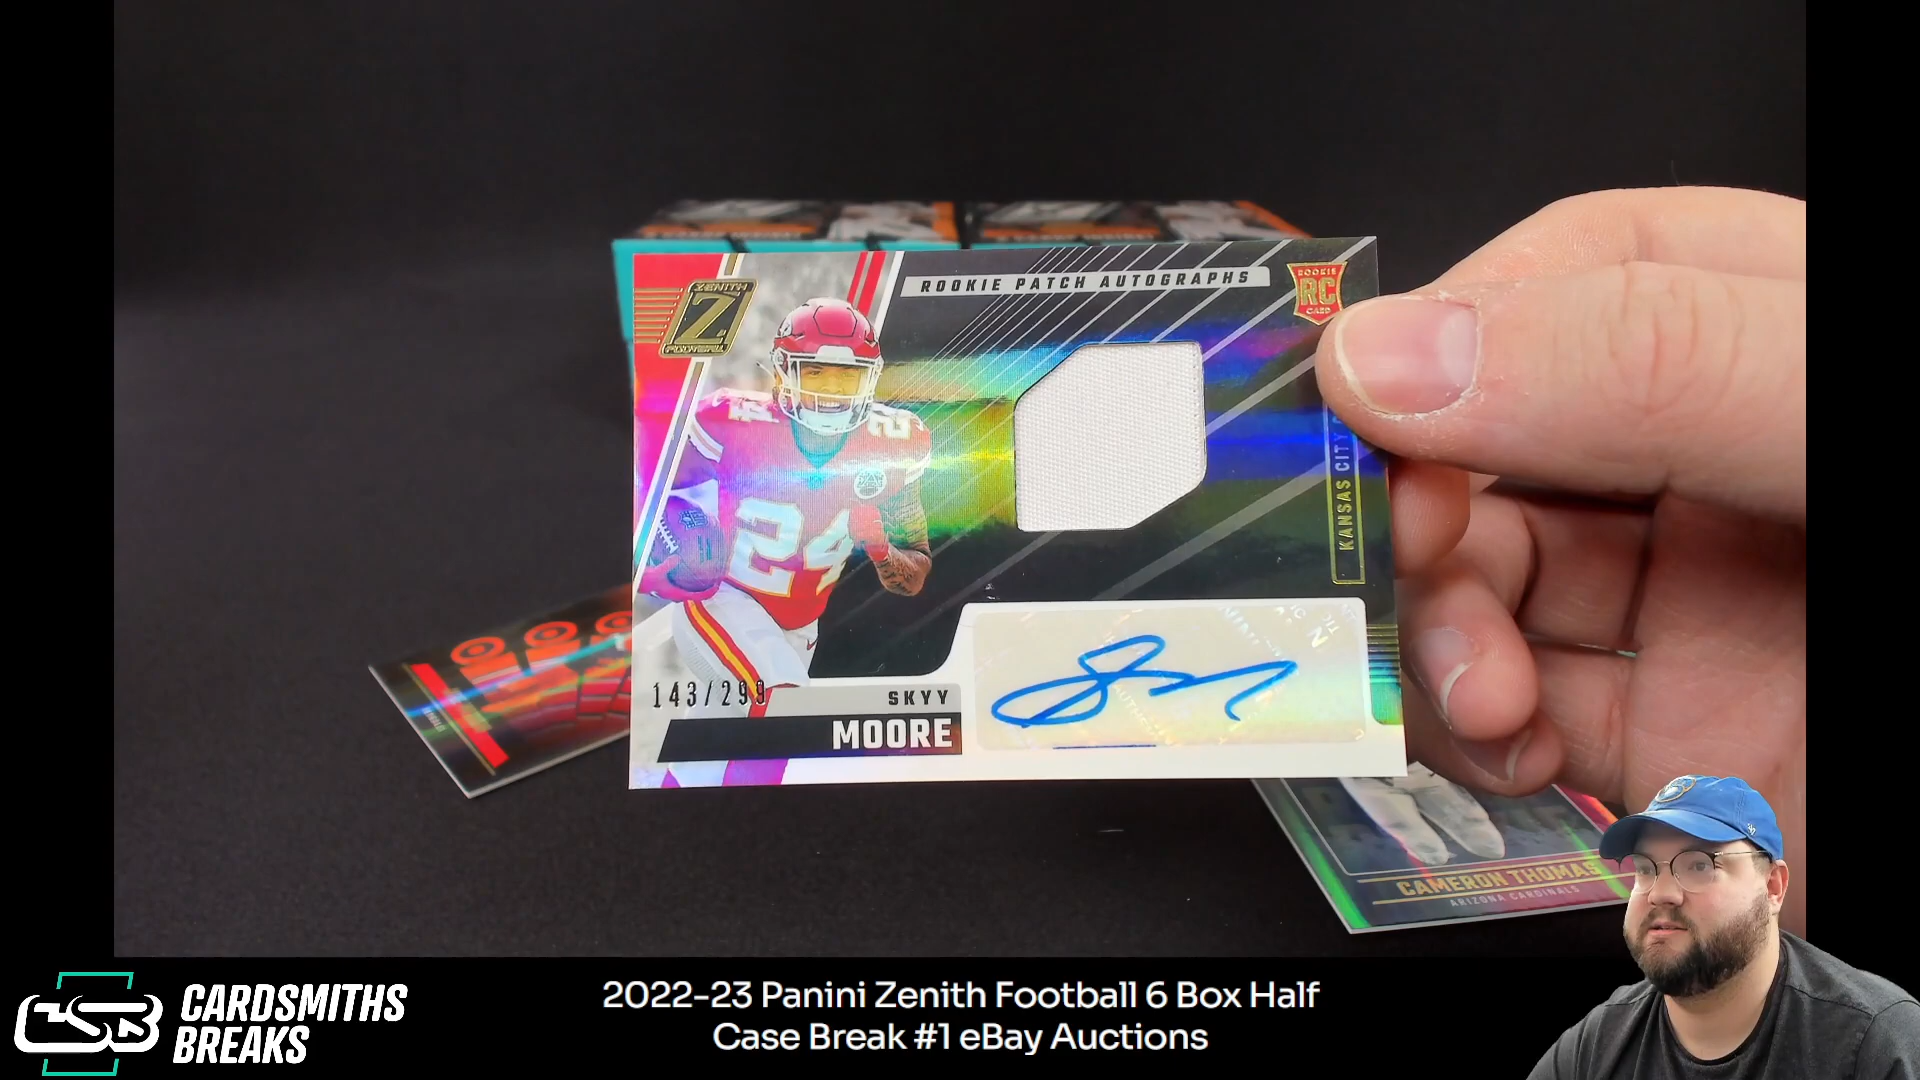 ROOKIE PATCH AUTOGRAPHS
ROOKIE
RC
CARD
ZENITH
Z
FOOTBALL
24
KANSAS CITY
143/299
SKYY
MOORE
CAMERON THOMAS
ARIZONA CARDINALS
CSB
CARDSMITHS
BREAKS
2022-23 Panini Zenith Football 6 Box Half
Case Break #1 eBay Auctions